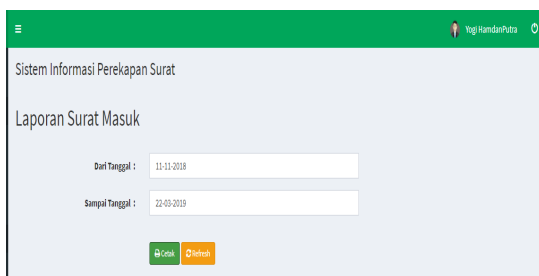 Yogi HamdanPutra
Sistem Informasi Perekapan Surat
Laporan Surat Masuk
Dari Tanggal : 11-11-2018
Sampai Tanggal : 22-03-2019
Cetak Refresh